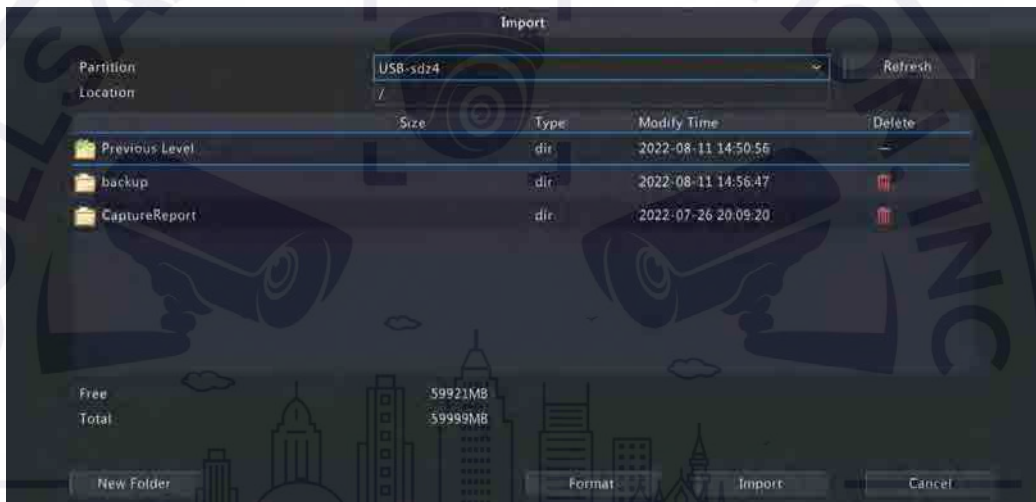 Import
Partition USB-sdz4 Refresh
Location /
Size Type Modify Time Delete
Previous Level dir 2022-08-11 14:50:56 —
backup dir 2022-08-11 14:56:47
CaptureReport dir 2022-07-26 20:09:20
Free 59921MB
Total 59999MB
New Folder Format Import Cancel